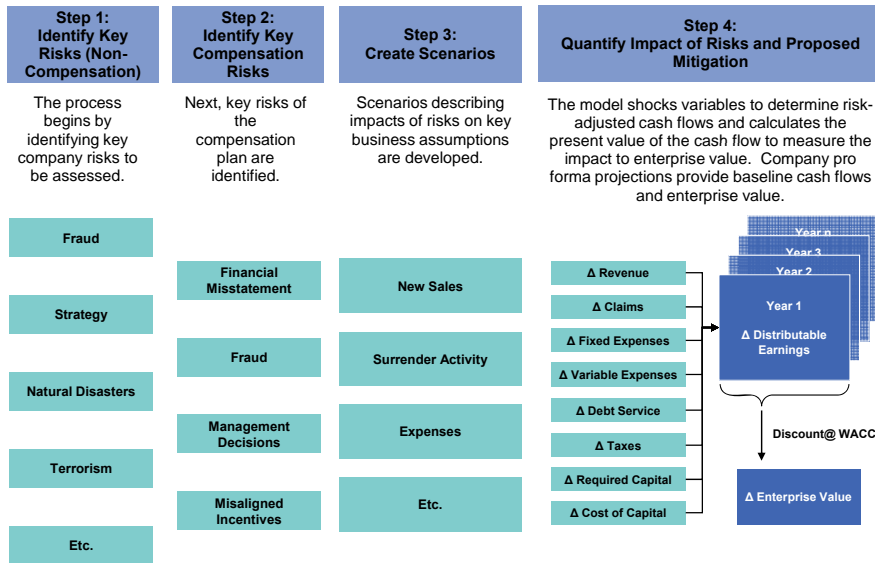 Step 1:
Identify Key
Risks (Non-
Compensation)
The process
begins by
identifying key
company risks to
be assessed.
Fraud
Strategy
Natural Disasters
Terrorism
Etc.
Step 2:
Identify Key
Compensation
Risks
Next, key risks of
the
compensation
plan are
identified.
Financial
Misstatement
Fraud
Management
Decisions
Misaligned
Incentives
Step 3:
Create Scenarios
Scenarios describing
impacts of risks on key
business assumptions
are developed.
New Sales
Surrender Activity
Expenses
Etc.
Step 4:
Quantify Impact of Risks and Proposed
Mitigation
The model shocks variables to determine risk-
adjusted cash flows and calculates the
present value of the cash flow to measure the
impact to enterprise value.  Company pro
forma projections provide baseline cash flows
and enterprise value.
Δ Revenue
Δ Claims
Δ Fixed Expenses
Δ Variable Expenses
Δ Debt Service
Δ Taxes
Δ Required Capital
Δ Cost of Capital
Year n
Year 3
Year 2
Year 1
Δ Distributable
Earnings
Discount@ WACC
Δ Enterprise Value